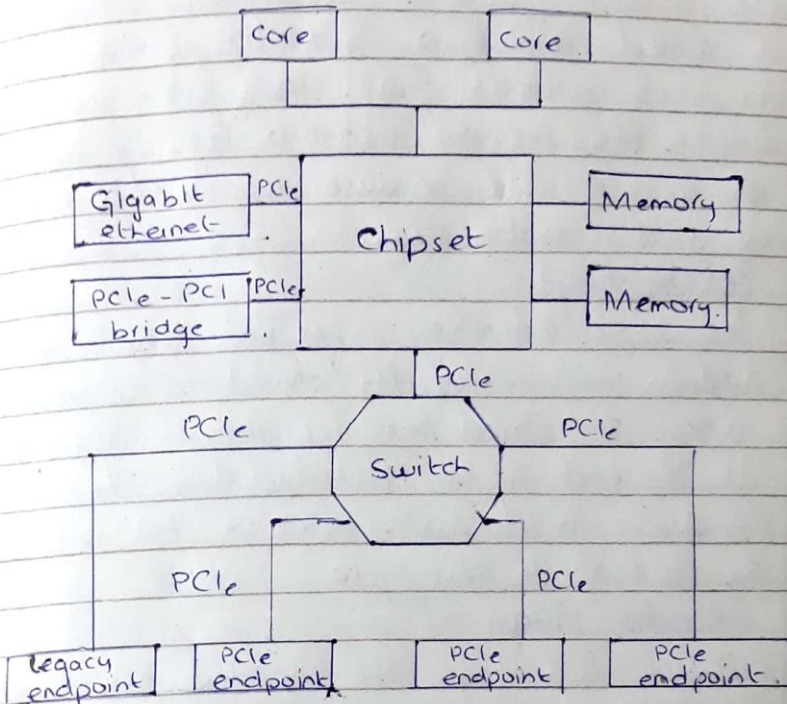 Core
Core
Gigabit
ethernet
PCIe
Memory
Chipset
PCIe - PCI
bridge
PCIe
Memory.
PCIe
PCIe
PCIe
Switch
PCIe
PCIe
Legacy
endpoint
PCIe
endpoint
PCIe
endpoint
PCIe
endpoint.